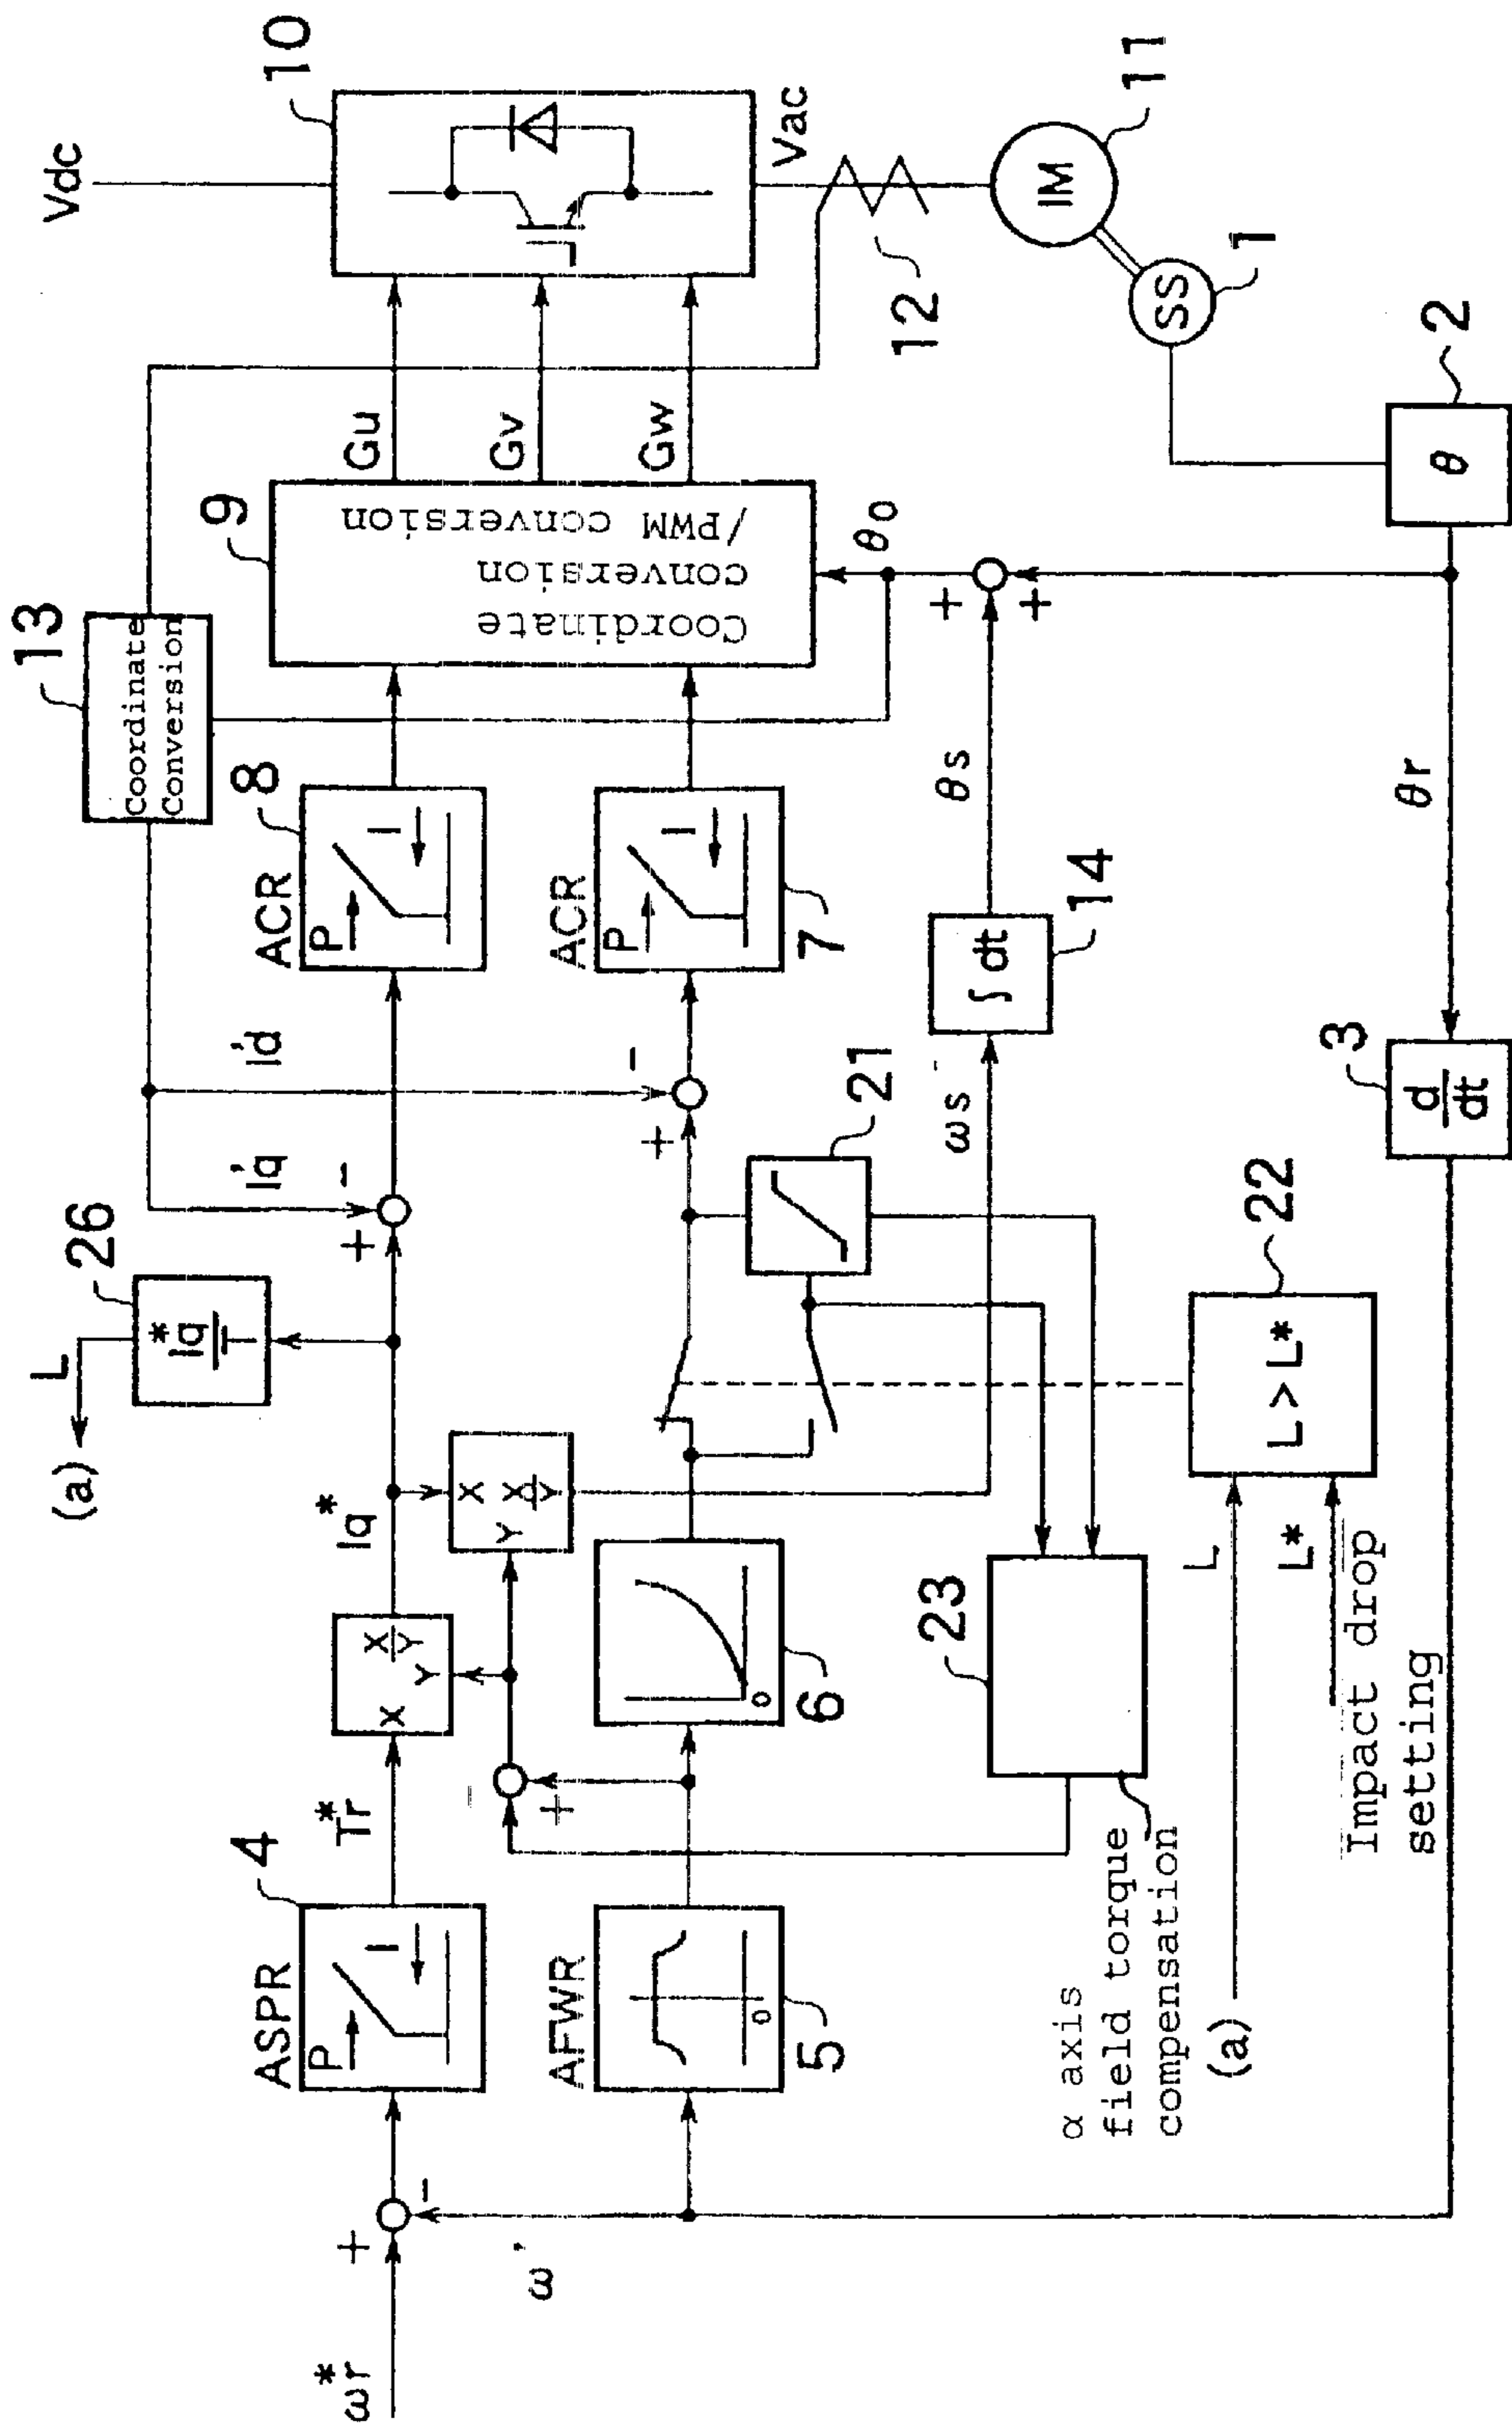 Vdc
10
Vac
12
IM
11
SS
1
θ
2
13
Coordinate
Conversion
9
Coordinate
conversion
/PWM conversion
Gu
Gv
Gw
θo
+
+
θs
θr
8
ACR
P
I
ACR
P
I
7
∫ dt
14
ωs
3
d
dt
I'd
I'q
-
+
-
+
26
Iq*
L
(a)
21
22
L > L*
L
L*
Impact drop
setting
Iq*
X
Y
X
Y
X
Y
X
Y
6
0
23
Tr*
-
+
4
ASPR
P
I
AFWR
5
0
α axis
field torque
compensation
(a)
ωr*
+
-
ω'